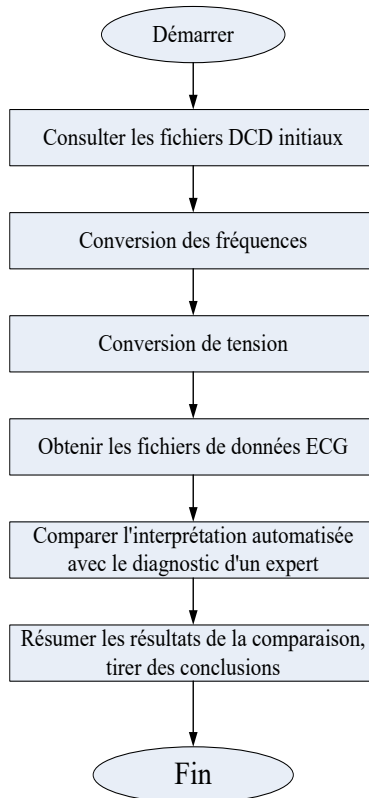 Démarrer
Consulter les fichiers DCD initiaux
Conversion des fréquences
Conversion de tension
Obtenir les fichiers de données ECG
Comparer l'interprétation automatisée
avec le diagnostic d'un expert
Résumer les résultats de la comparaison,
tirer des conclusions
Fin